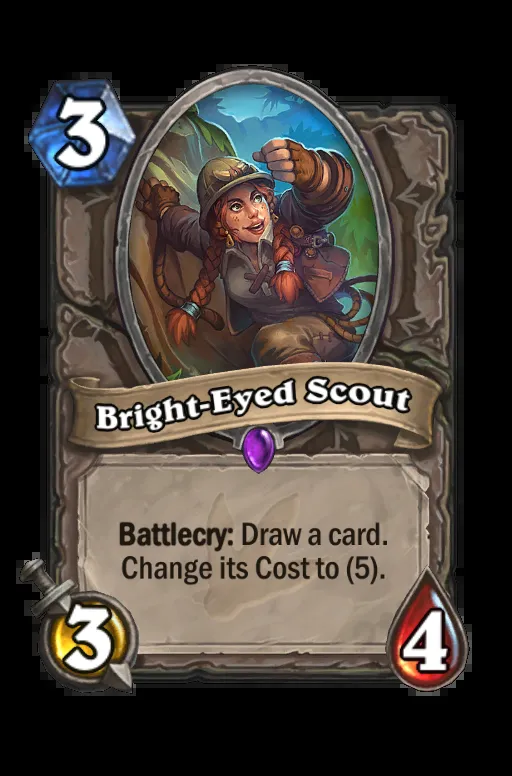 3
Bright-Eyed Scout
Battlecry: Draw a card.
Change its Cost to (5).
3
4